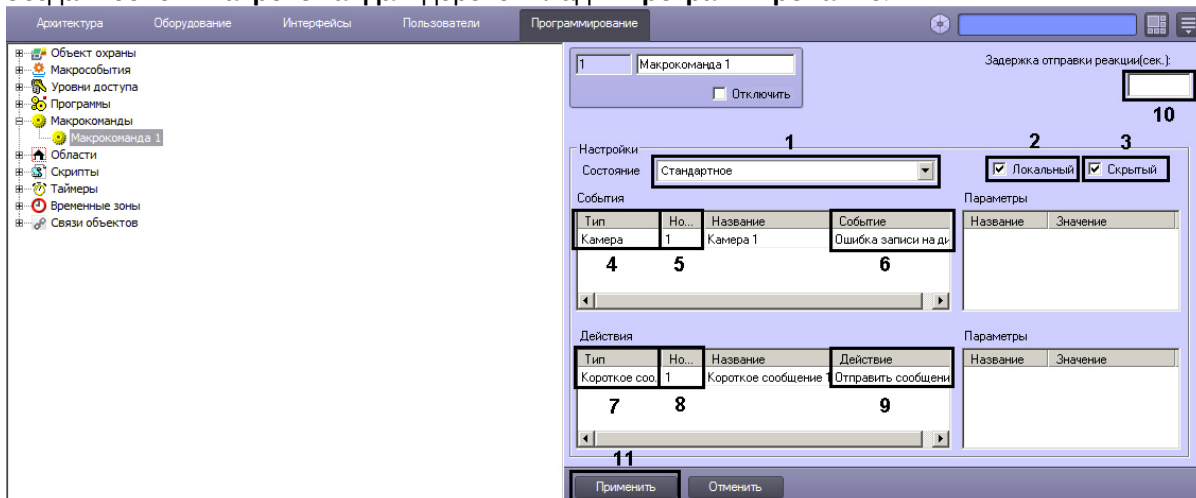 Архитектура Оборудование Интерфейсы Пользователи Программирование
Объект охраны
Макрособытия
Уровни доступа
Программы
Макрокоманды
Макрокоманда 1
Области
Скрипты
Таймеры
Временные зоны
Связи объектов
1 Макрокоманда 1
Отключить
Задержка отправки реакции(сек.):
10
Настройки
1 2 3
Состояние Стандартное Локальный Скрытый
События Параметры
Тип Но... Название Событие Название Значение
Камера 1 Камера 1 Ошибка записи на ди
4 5 6
Действия Параметры
Тип Но... Название Действие Название Значение
Короткое соо. 1 Короткое сообщение 1 Отправить сообщени
7 8 9
11
Применить Отменить